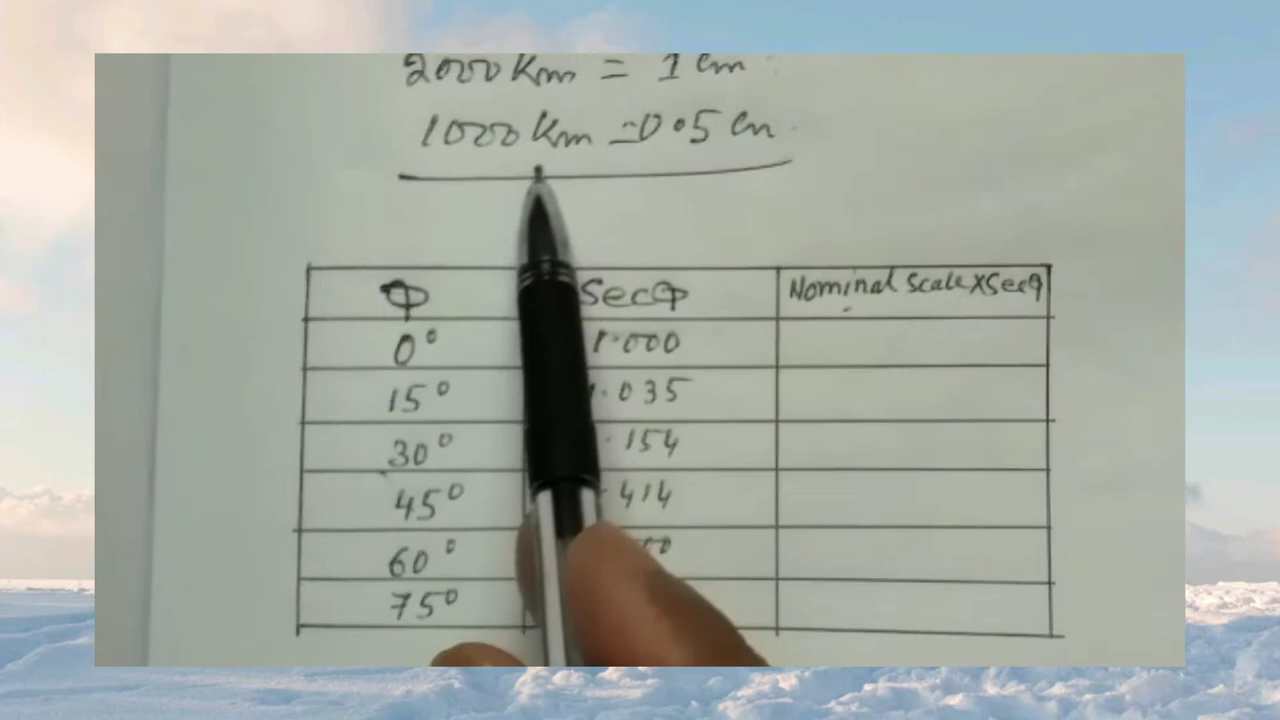 2000 Km = 1 Cm
1000 Km = 0.5 Cm
Φ SecΦ Nominal Scale X SecΦ
0° 1.000
15° 1.035
30° .154
45° .414
60°
75°